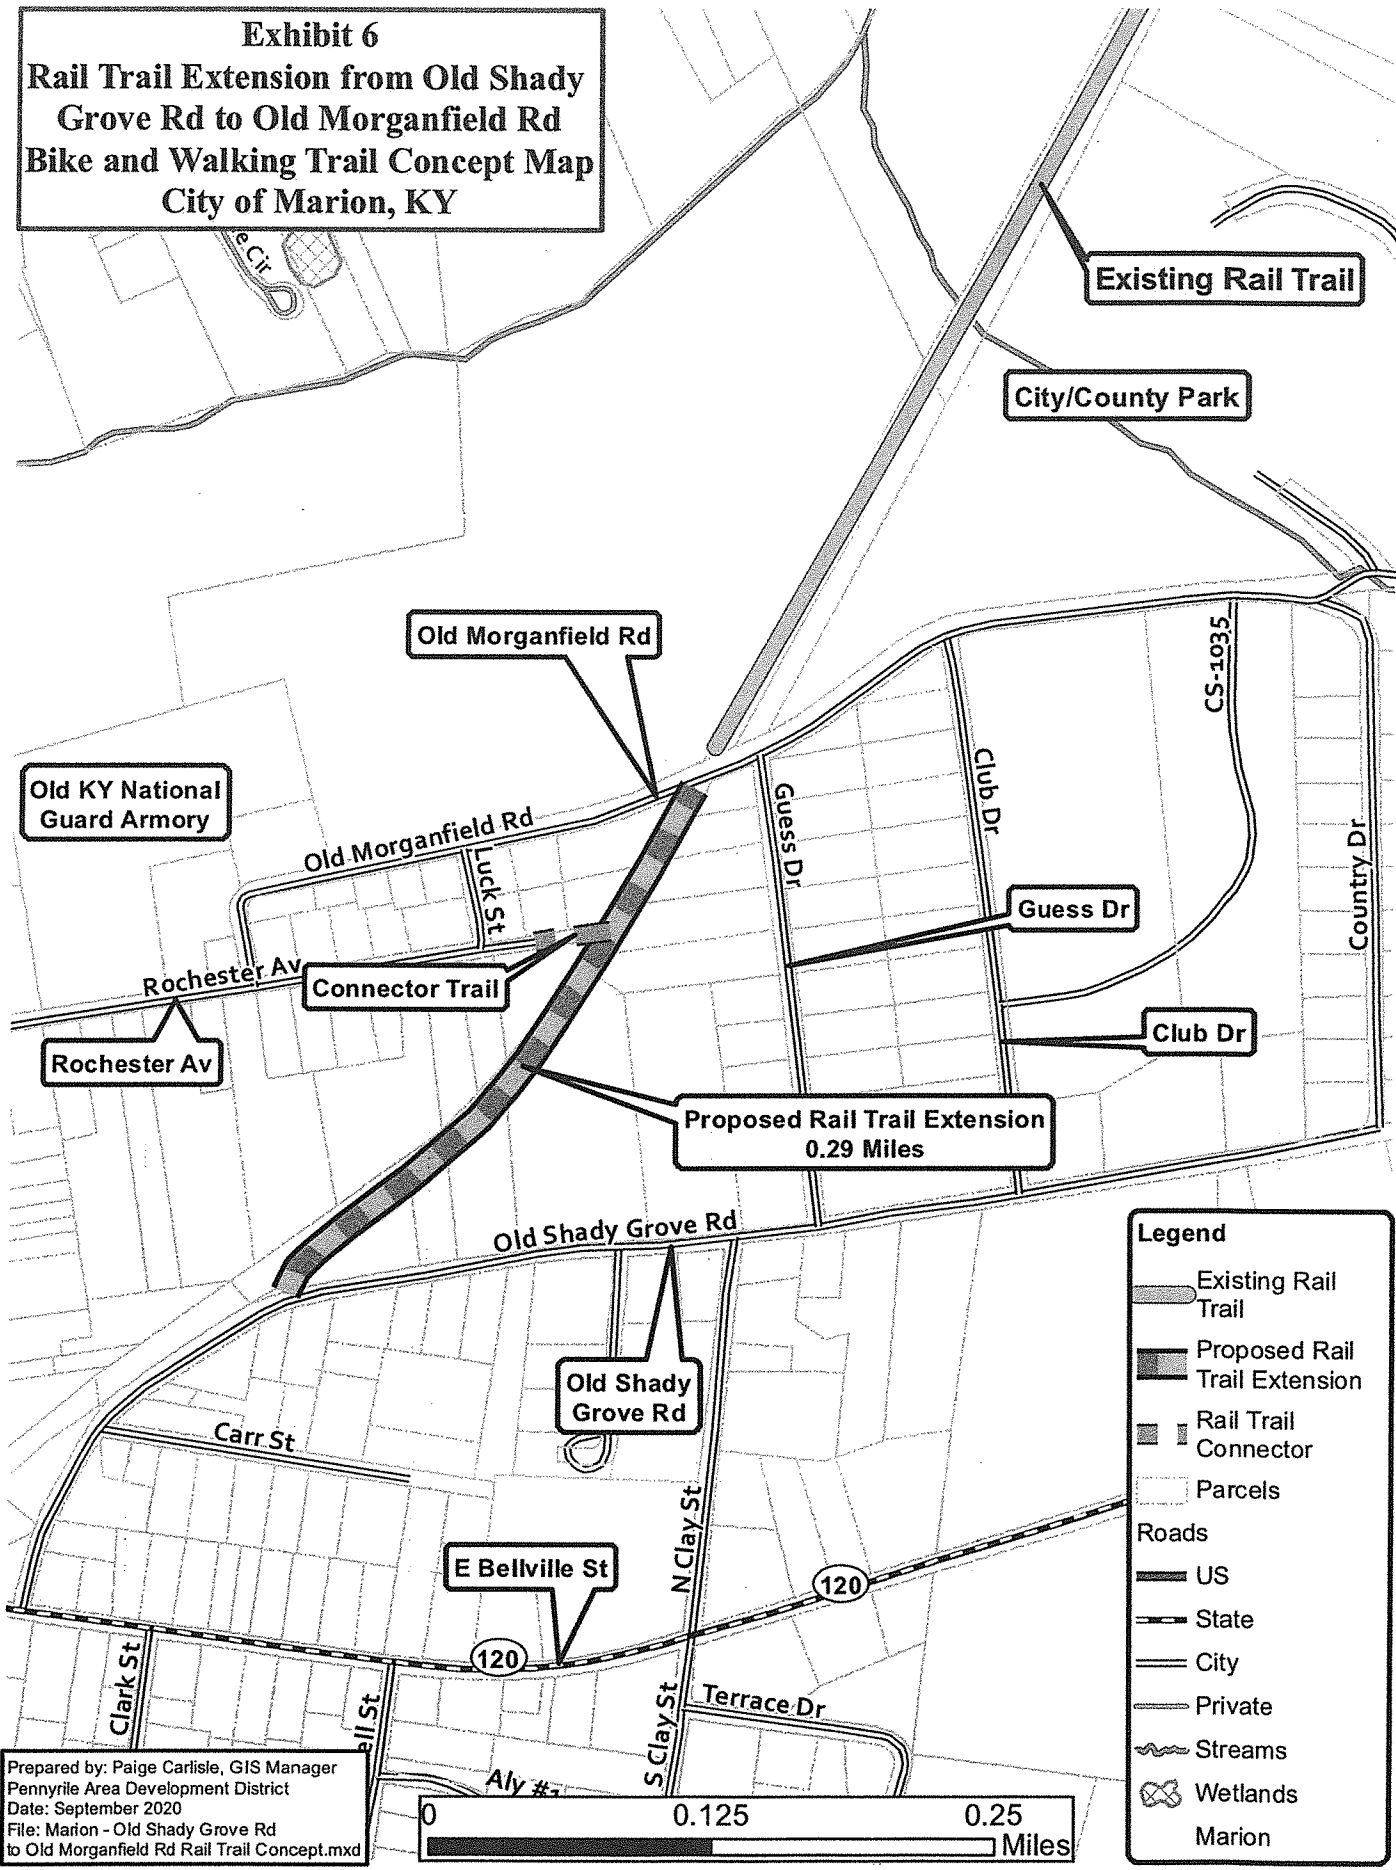 Exhibit 6
Rail Trail Extension from Old Shady
Grove Rd to Old Morganfield Rd
Bike and Walking Trail Concept Map
City of Marion, KY
e Cir
Existing Rail Trail
City/County Park
Old Morganfield Rd
CS-1035
Old KY National
Guard Armory
Old Morganfield Rd
Luck St
Guess Dr
Club Dr
Country Dr
Guess Dr
Rochester Av
Connector Trail
Club Dr
Rochester Av
Proposed Rail Trail Extension
0.29 Miles
Old Shady Grove Rd
Old Shady
Grove Rd
Carr St
N Clay St
E Bellville St
120
120
Clark St
ell St
S Clay St
Terrace Dr
Aly #1
Legend
Existing Rail
Trail
Proposed Rail
Trail Extension
Rail Trail
Connector
Parcels
Roads
US
State
City
Private
Streams
Wetlands
Marion
Prepared by: Paige Carlisle, GIS Manager
Pennyrile Area Development District
Date: September 2020
File: Marion - Old Shady Grove Rd
to Old Morganfield Rd Rail Trail Concept.mxd
0 0.125 0.25
Miles